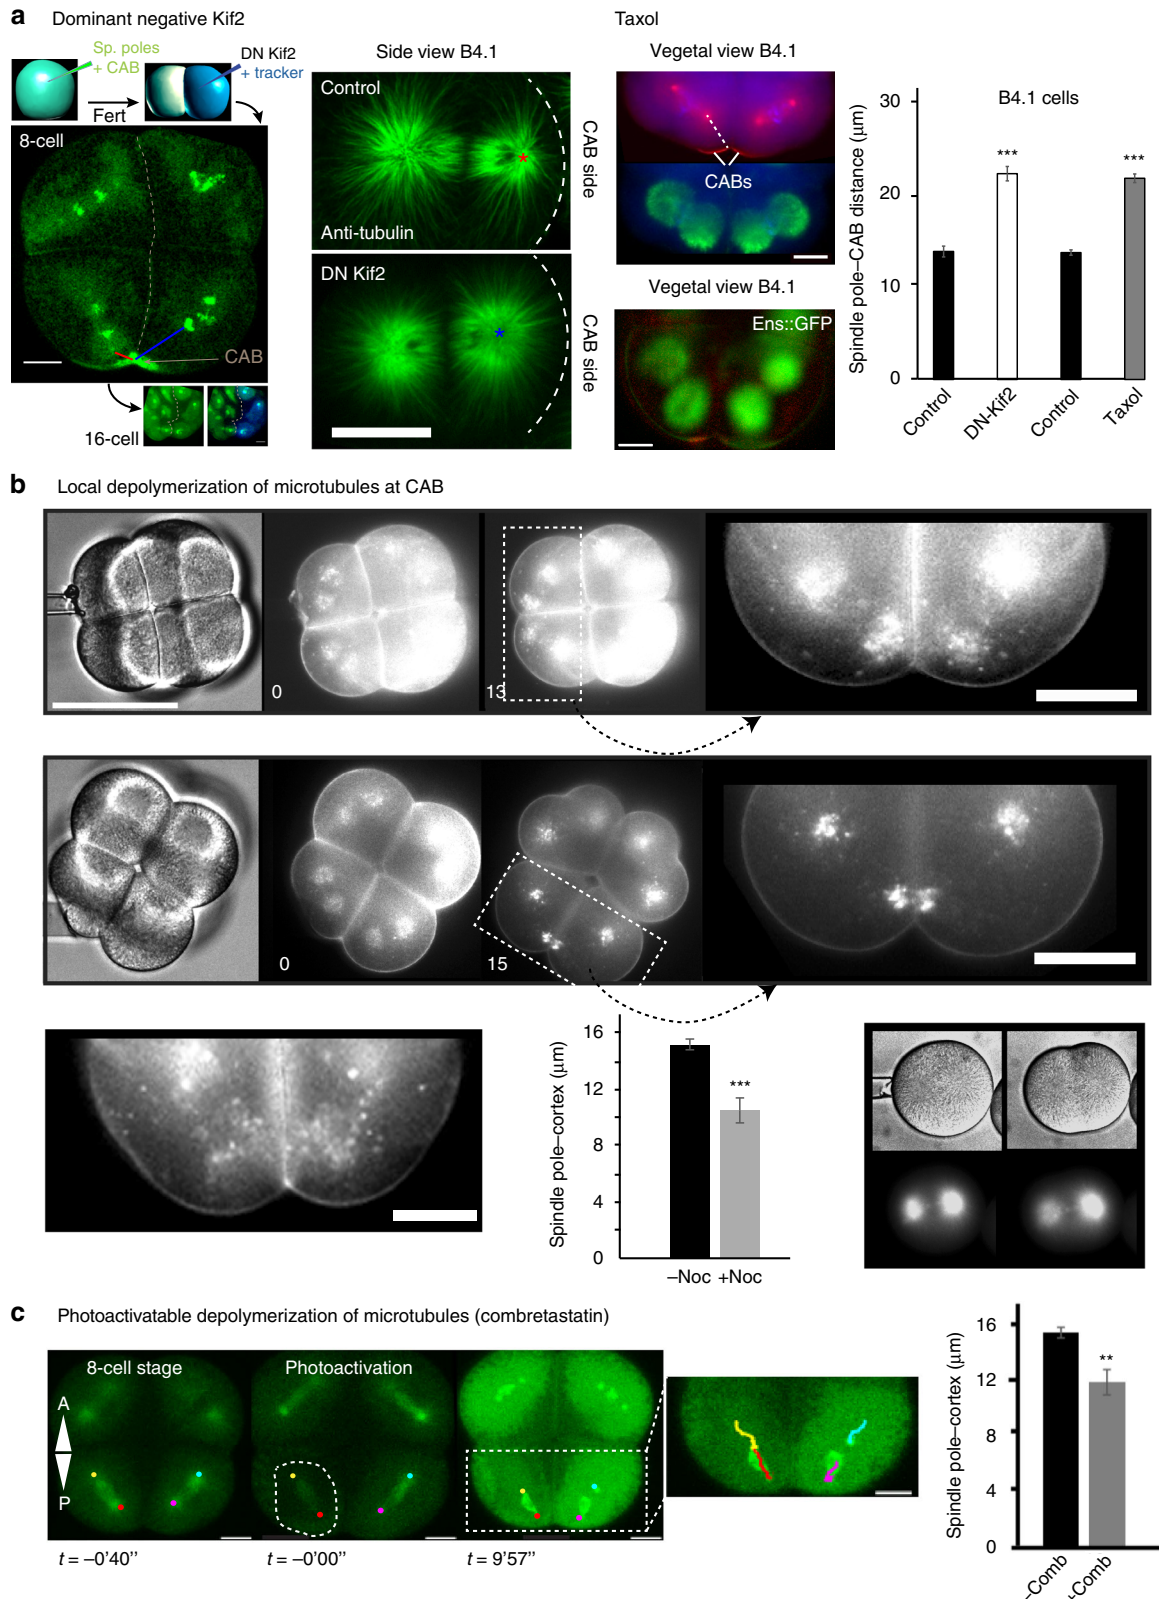 a Dominant negative Kif2
Taxol
Sp. poles
+ CAB
DN Kif2
+ tracker
Fert
8-cell
CAB
16-cell
Side view B4.1
Control
Anti-tubulin
CAB side
DN Kif2
CAB side
Vegetal view B4.1
CABs
Vegetal view B4.1
Ens::GFP
B4.1 cells
Spindle pole–CAB distance (μm)
30
20
10
0
***
***
Control
DN-Kif2
Control
Taxol
b Local depolymerization of microtubules at CAB
0
13
0
15
Spindle pole–cortex (μm)
16
12
8
4
0
***
–Noc +Noc
c Photoactivatable depolymerization of microtubules (combretastatin)
8-cell stage
Photoactivation
A
P
t = –0'40''
t = –0'00''
t = 9'57''
Spindle pole–cortex (μm)
16
12
8
4
0
**
–Comb
+Comb